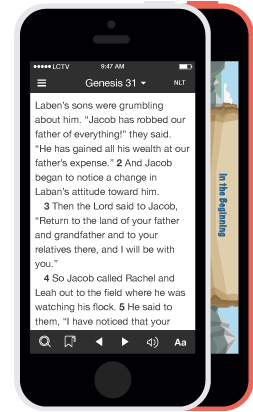 LCTV 9:47 AM
Genesis 31 NLT
Laben's sons were grumbling
about him. “Jacob has robbed our
father of everything!” they said.
“He has gained all his wealth at our
father's expense.” 2 And Jacob
began to notice a change in
Laban's attitude toward him.
3 Then the Lord said to Jacob,
“Return to the land of your father
and grandfather and to your
relatives there, and I will be with
you.”
4 So Jacob called Rachel and
Leah out to the field where he was
watching his flock. 5 He said to
them, “I have noticed that your
Aa
In the Beginning